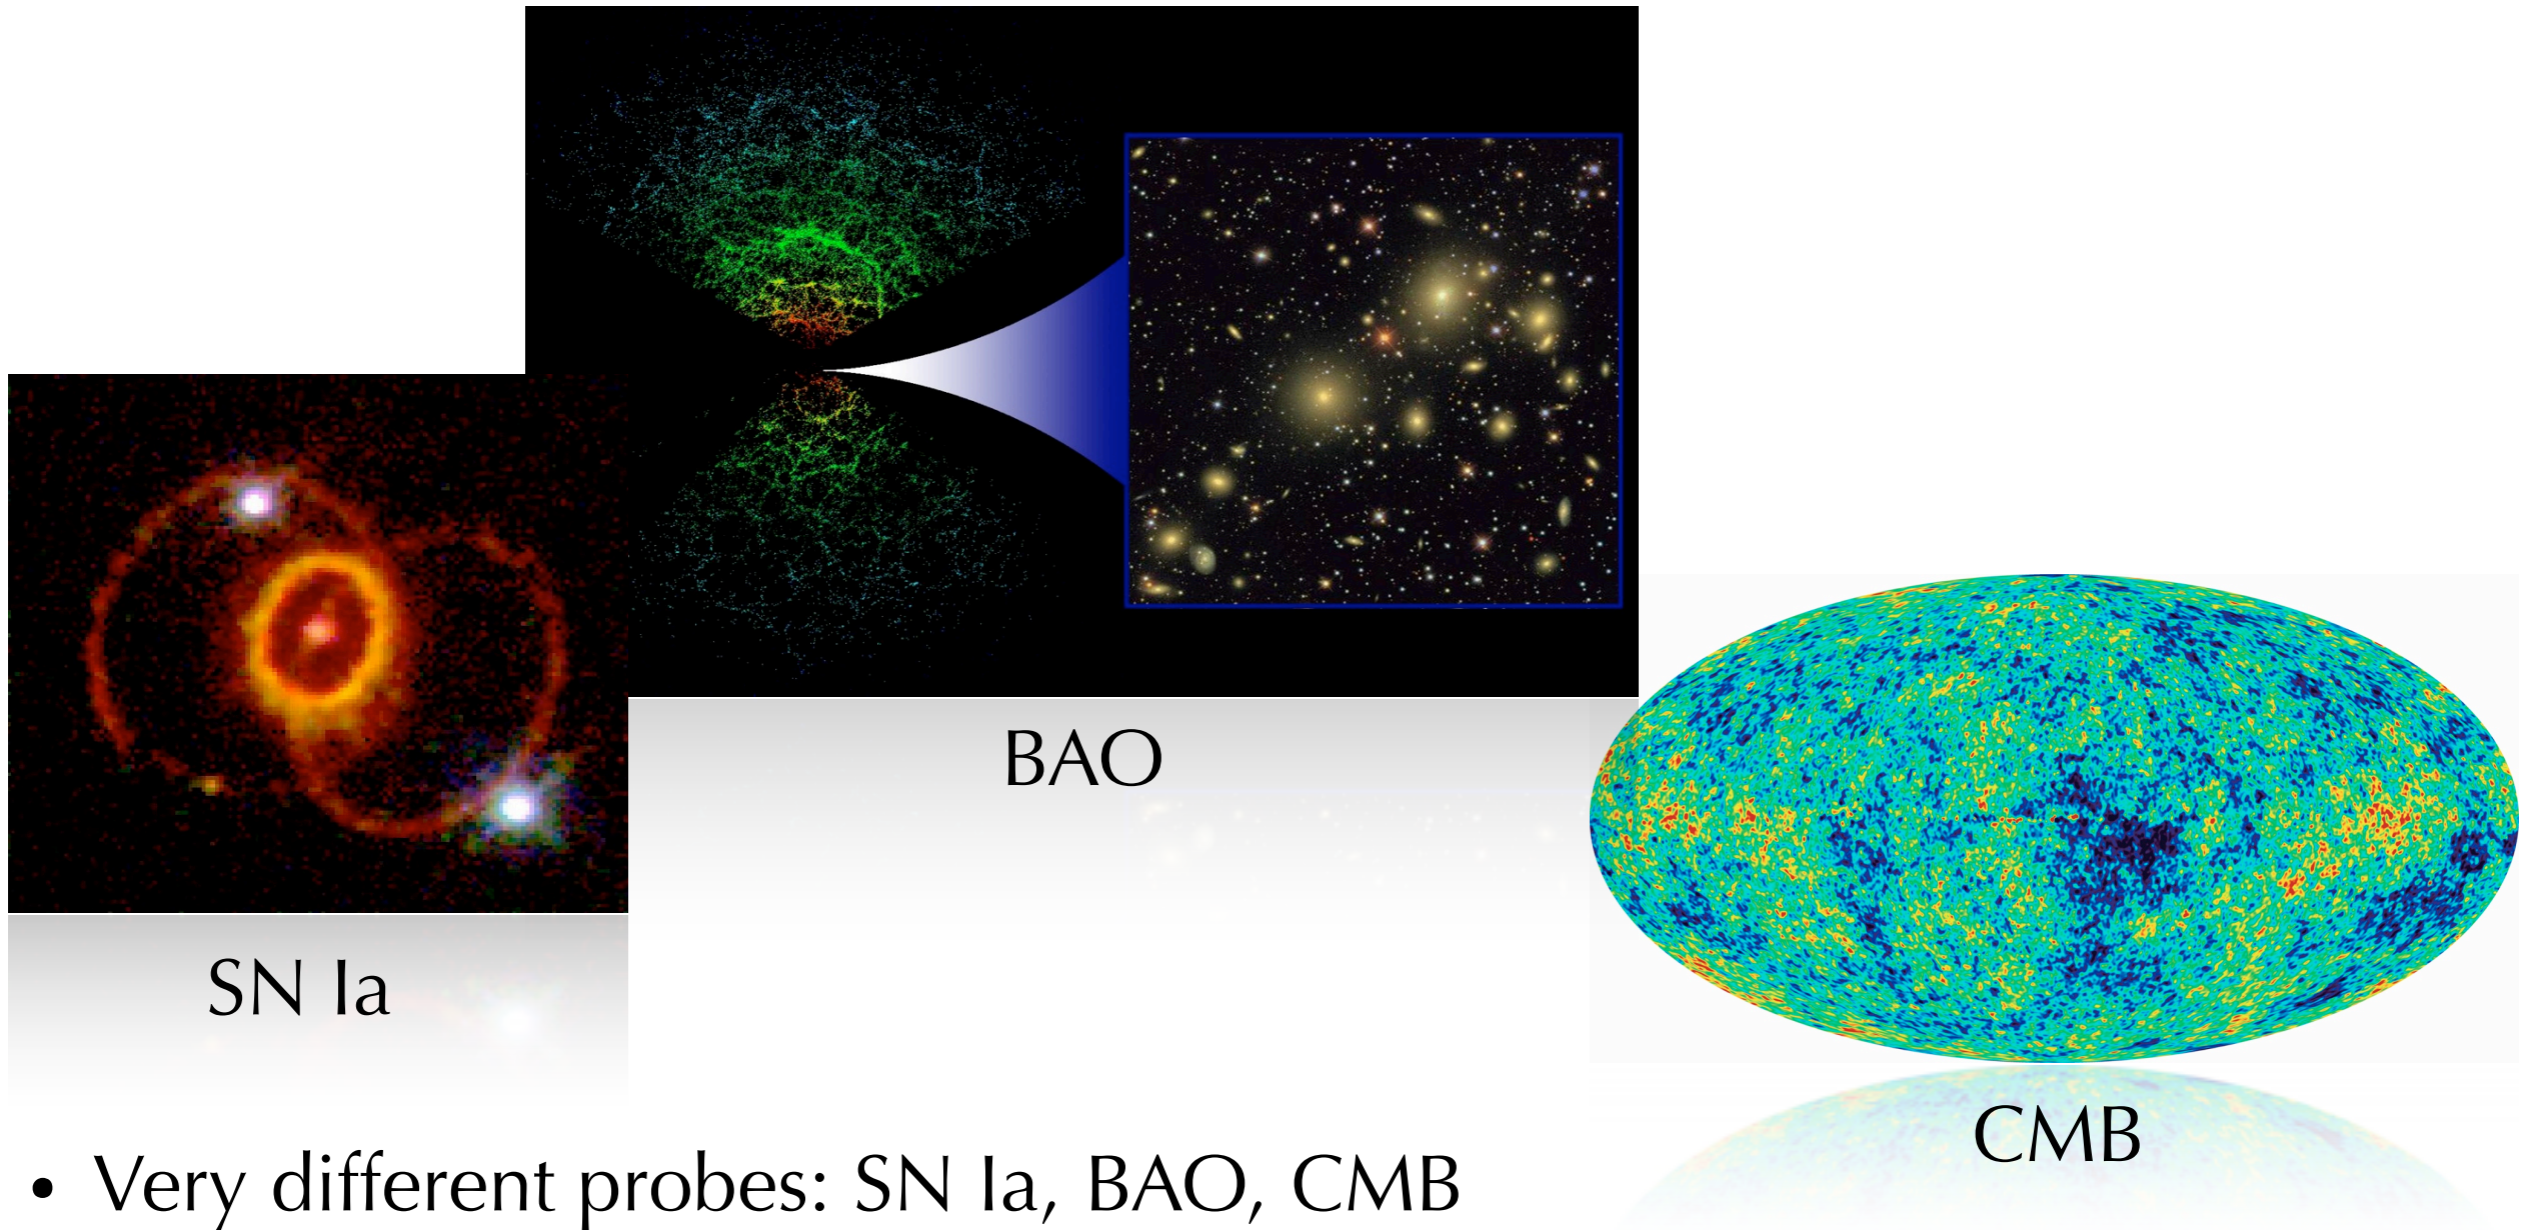 BAO
SN Ia
CMB
• Very different probes: SN Ia, BAO, CMB